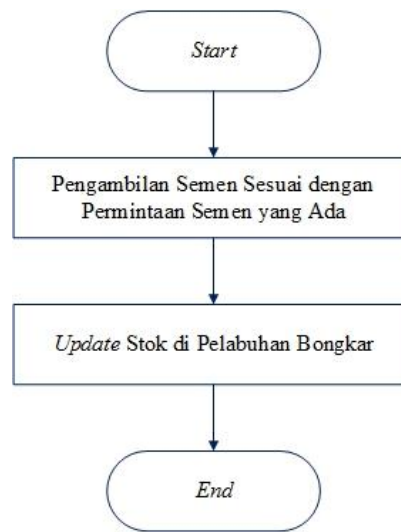 Start
Pengambilan Semen Sesuai dengan
Permintaan Semen yang Ada
Update Stok di Pelabuhan Bongkar
End